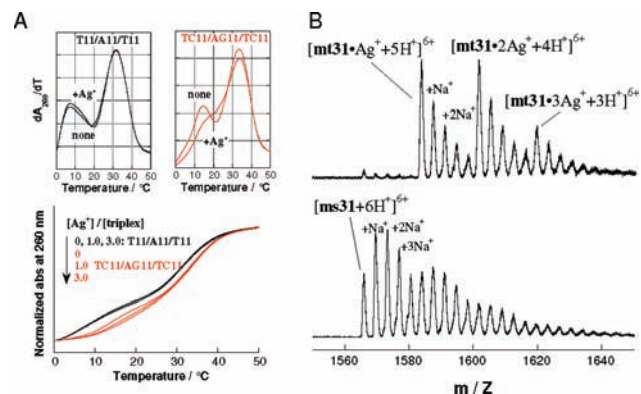 A
T11/A11/T11
+Ag⁺
none
TC11/AG11/TC11
none
+Ag⁺
dA₂₆₀/dT
0 10 20 30 40 50
Temperature / °C
0 10 20 30 40 50
Temperature / °C
[Ag⁺] / [triplex]
0, 1.0, 3.0: T11/A11/T11
0
1.0 TC11/AG11/TC11
3.0
Normalized abs at 260 nm
0 10 20 30 40 50
Temperature / °C
B
[mt31•Ag⁺+5H⁺]⁶⁺
[mt31•2Ag⁺+4H⁺]⁶⁺
[mt31•3Ag⁺+3H⁺]⁶⁺
+Na⁺
+2Na⁺
[ms31+6H⁺]⁶⁺
+Na⁺
+2Na⁺
+3Na⁺
1560 1580 1600 1620 1640
m / Z